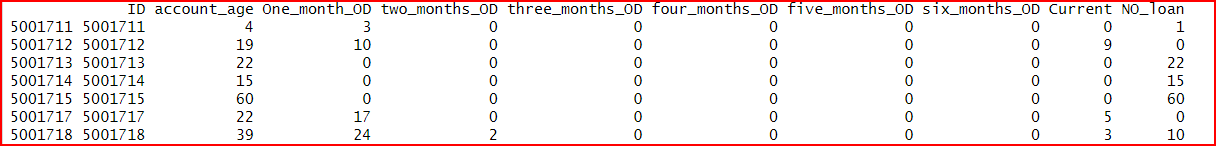 ID account_age One_month_OD two_months_OD three_months_OD four_months_OD five_months_OD six_months_OD Current NO_loan
5001711 5001711 4 3 0 0 0 0 0 0 1
5001712 5001712 19 10 0 0 0 0 0 9 0
5001713 5001713 22 0 0 0 0 0 0 0 22
5001714 5001714 15 0 0 0 0 0 0 0 15
5001715 5001715 60 0 0 0 0 0 0 0 60
5001717 5001717 22 17 0 0 0 0 0 5 0
5001718 5001718 39 24 2 0 0 0 0 3 10